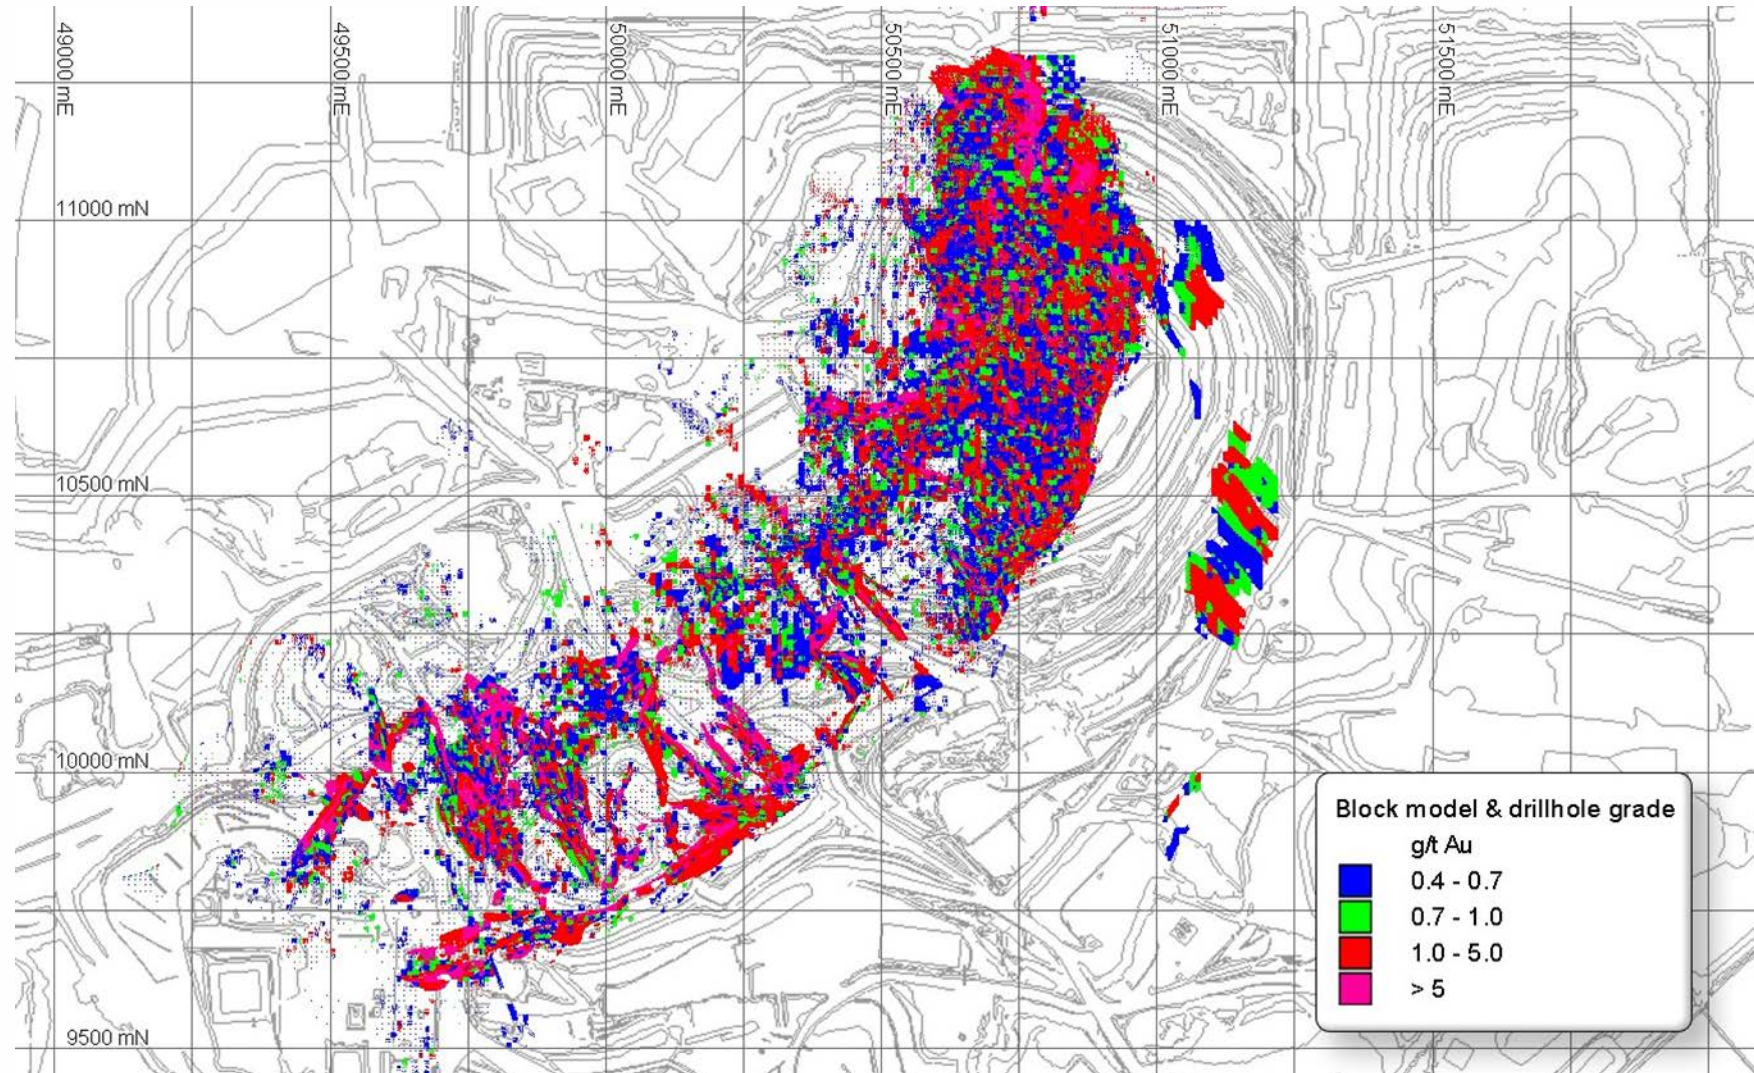 49000 mE
49500 mE
50000 mE
50500 mE
51000 mE
51500 mE
11000 mN
10500 mN
10000 mN
9500 mN
Block model & drillhole grade
g/t Au
0.4 - 0.7
0.7 - 1.0
1.0 - 5.0
> 5